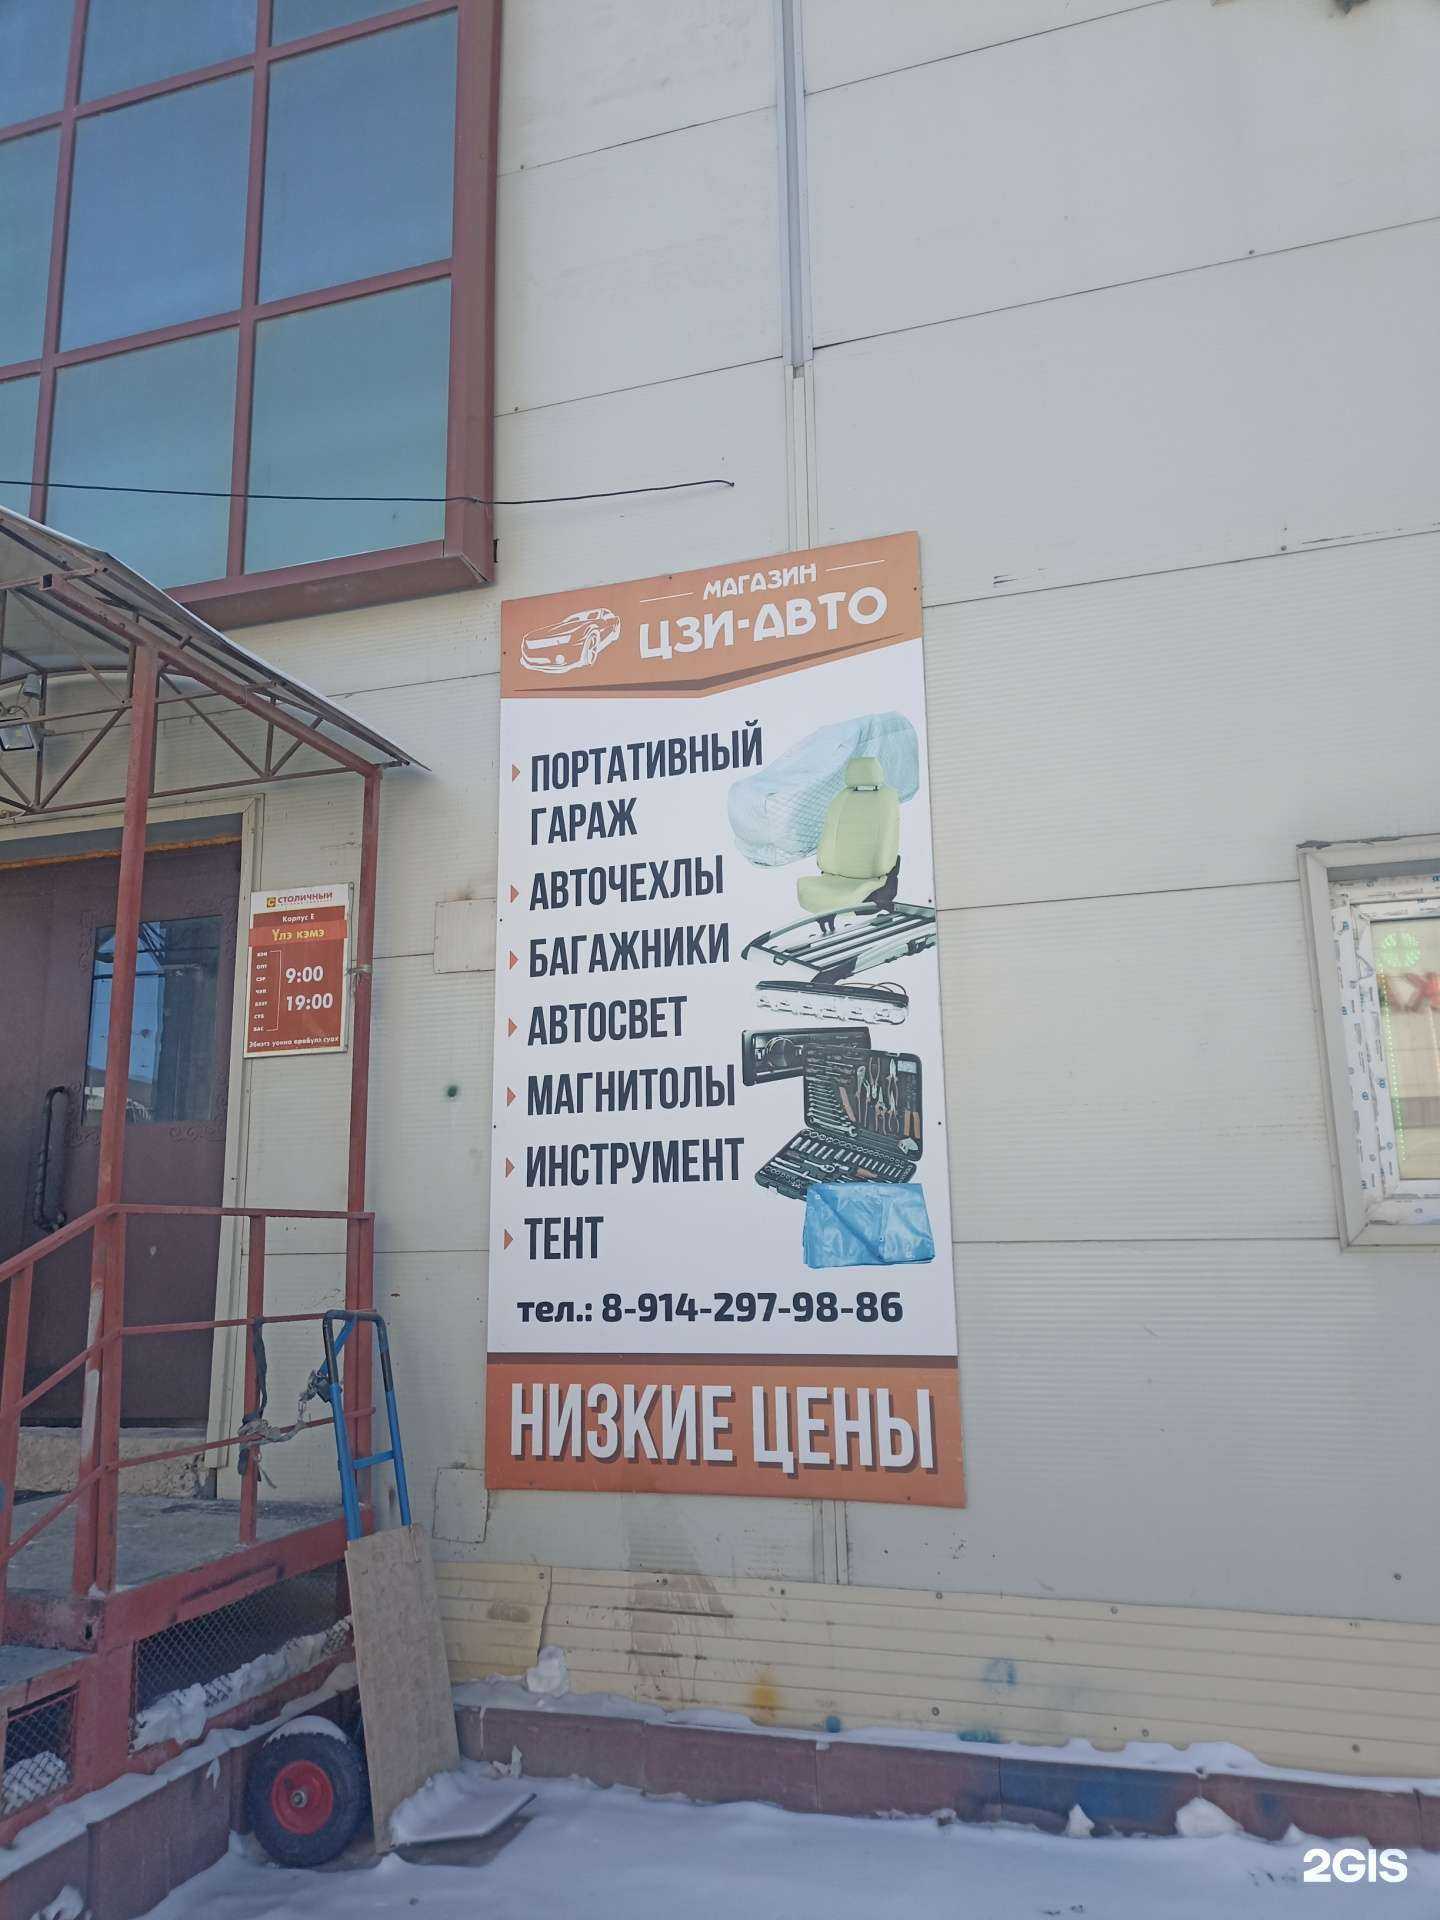 МАГАЗИН
ЦЗИ-АВТО
ПОРТАТИВНЫЙ
ГАРАЖ
АВТОЧЕХЛЫ
БАГАЖНИКИ
АВТОСВЕТ
МАГНИТОЛЫ
ИНСТРУМЕНТ
ТЕНТ
тел.: 8-914-297-98-86
НИЗКИЕ ЦЕНЫ
СТОЛИЧНЫЙ
Корпус Е
Үлэ кэмэ
9:00
19:00
2GIS